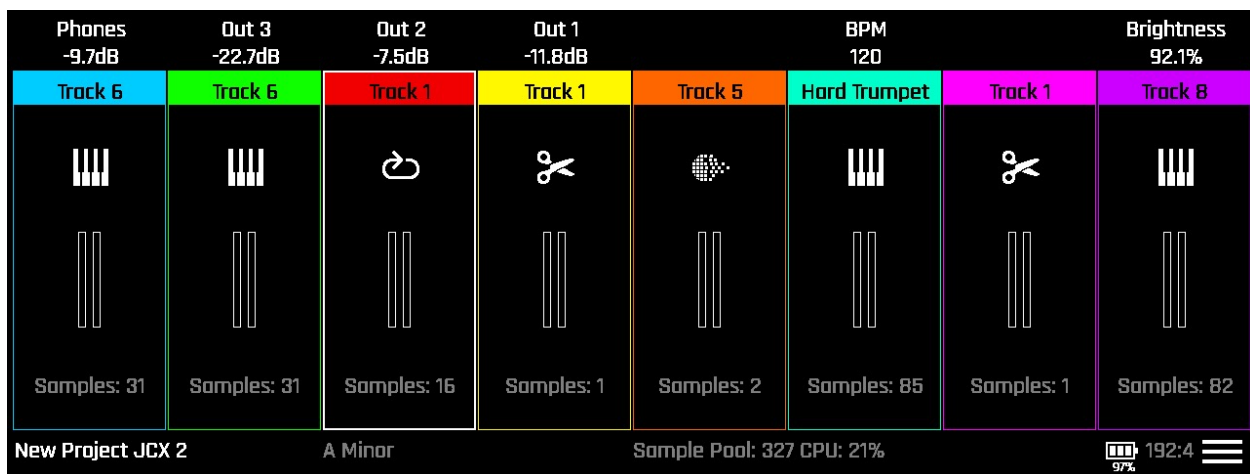 Phones Out 3 Out 2 Out 1 BPM Brightness
-9.7dB -22.7dB -7.5dB -11.8dB 120 92.1%
Track 6 Track 6 Track 1 Track 1 Track 5 Hard Trumpet Track 1 Track 8
Samples: 31 Samples: 31 Samples: 16 Samples: 1 Samples: 2 Samples: 85 Samples: 1 Samples: 82
New Project JCX 2 A Minor Sample Pool: 327 CPU: 21% 192:4
97%